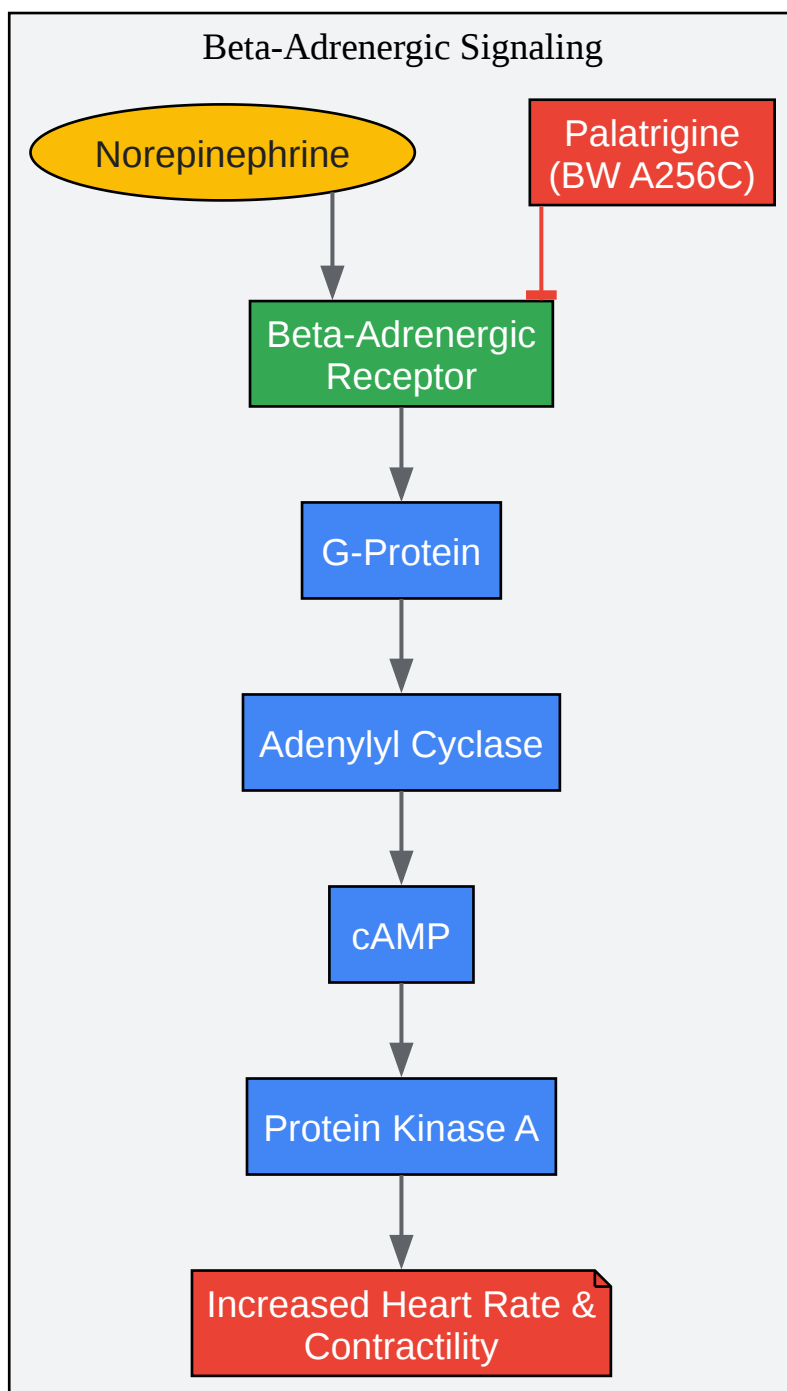 Beta-Adrenergic Signaling
Norepinephrine
Palatrigine
(BW A256C)
Beta-Adrenergic
Receptor
G-Protein
Adenylyl Cyclase
cAMP
Protein Kinase A
Increased Heart Rate &
Contractility